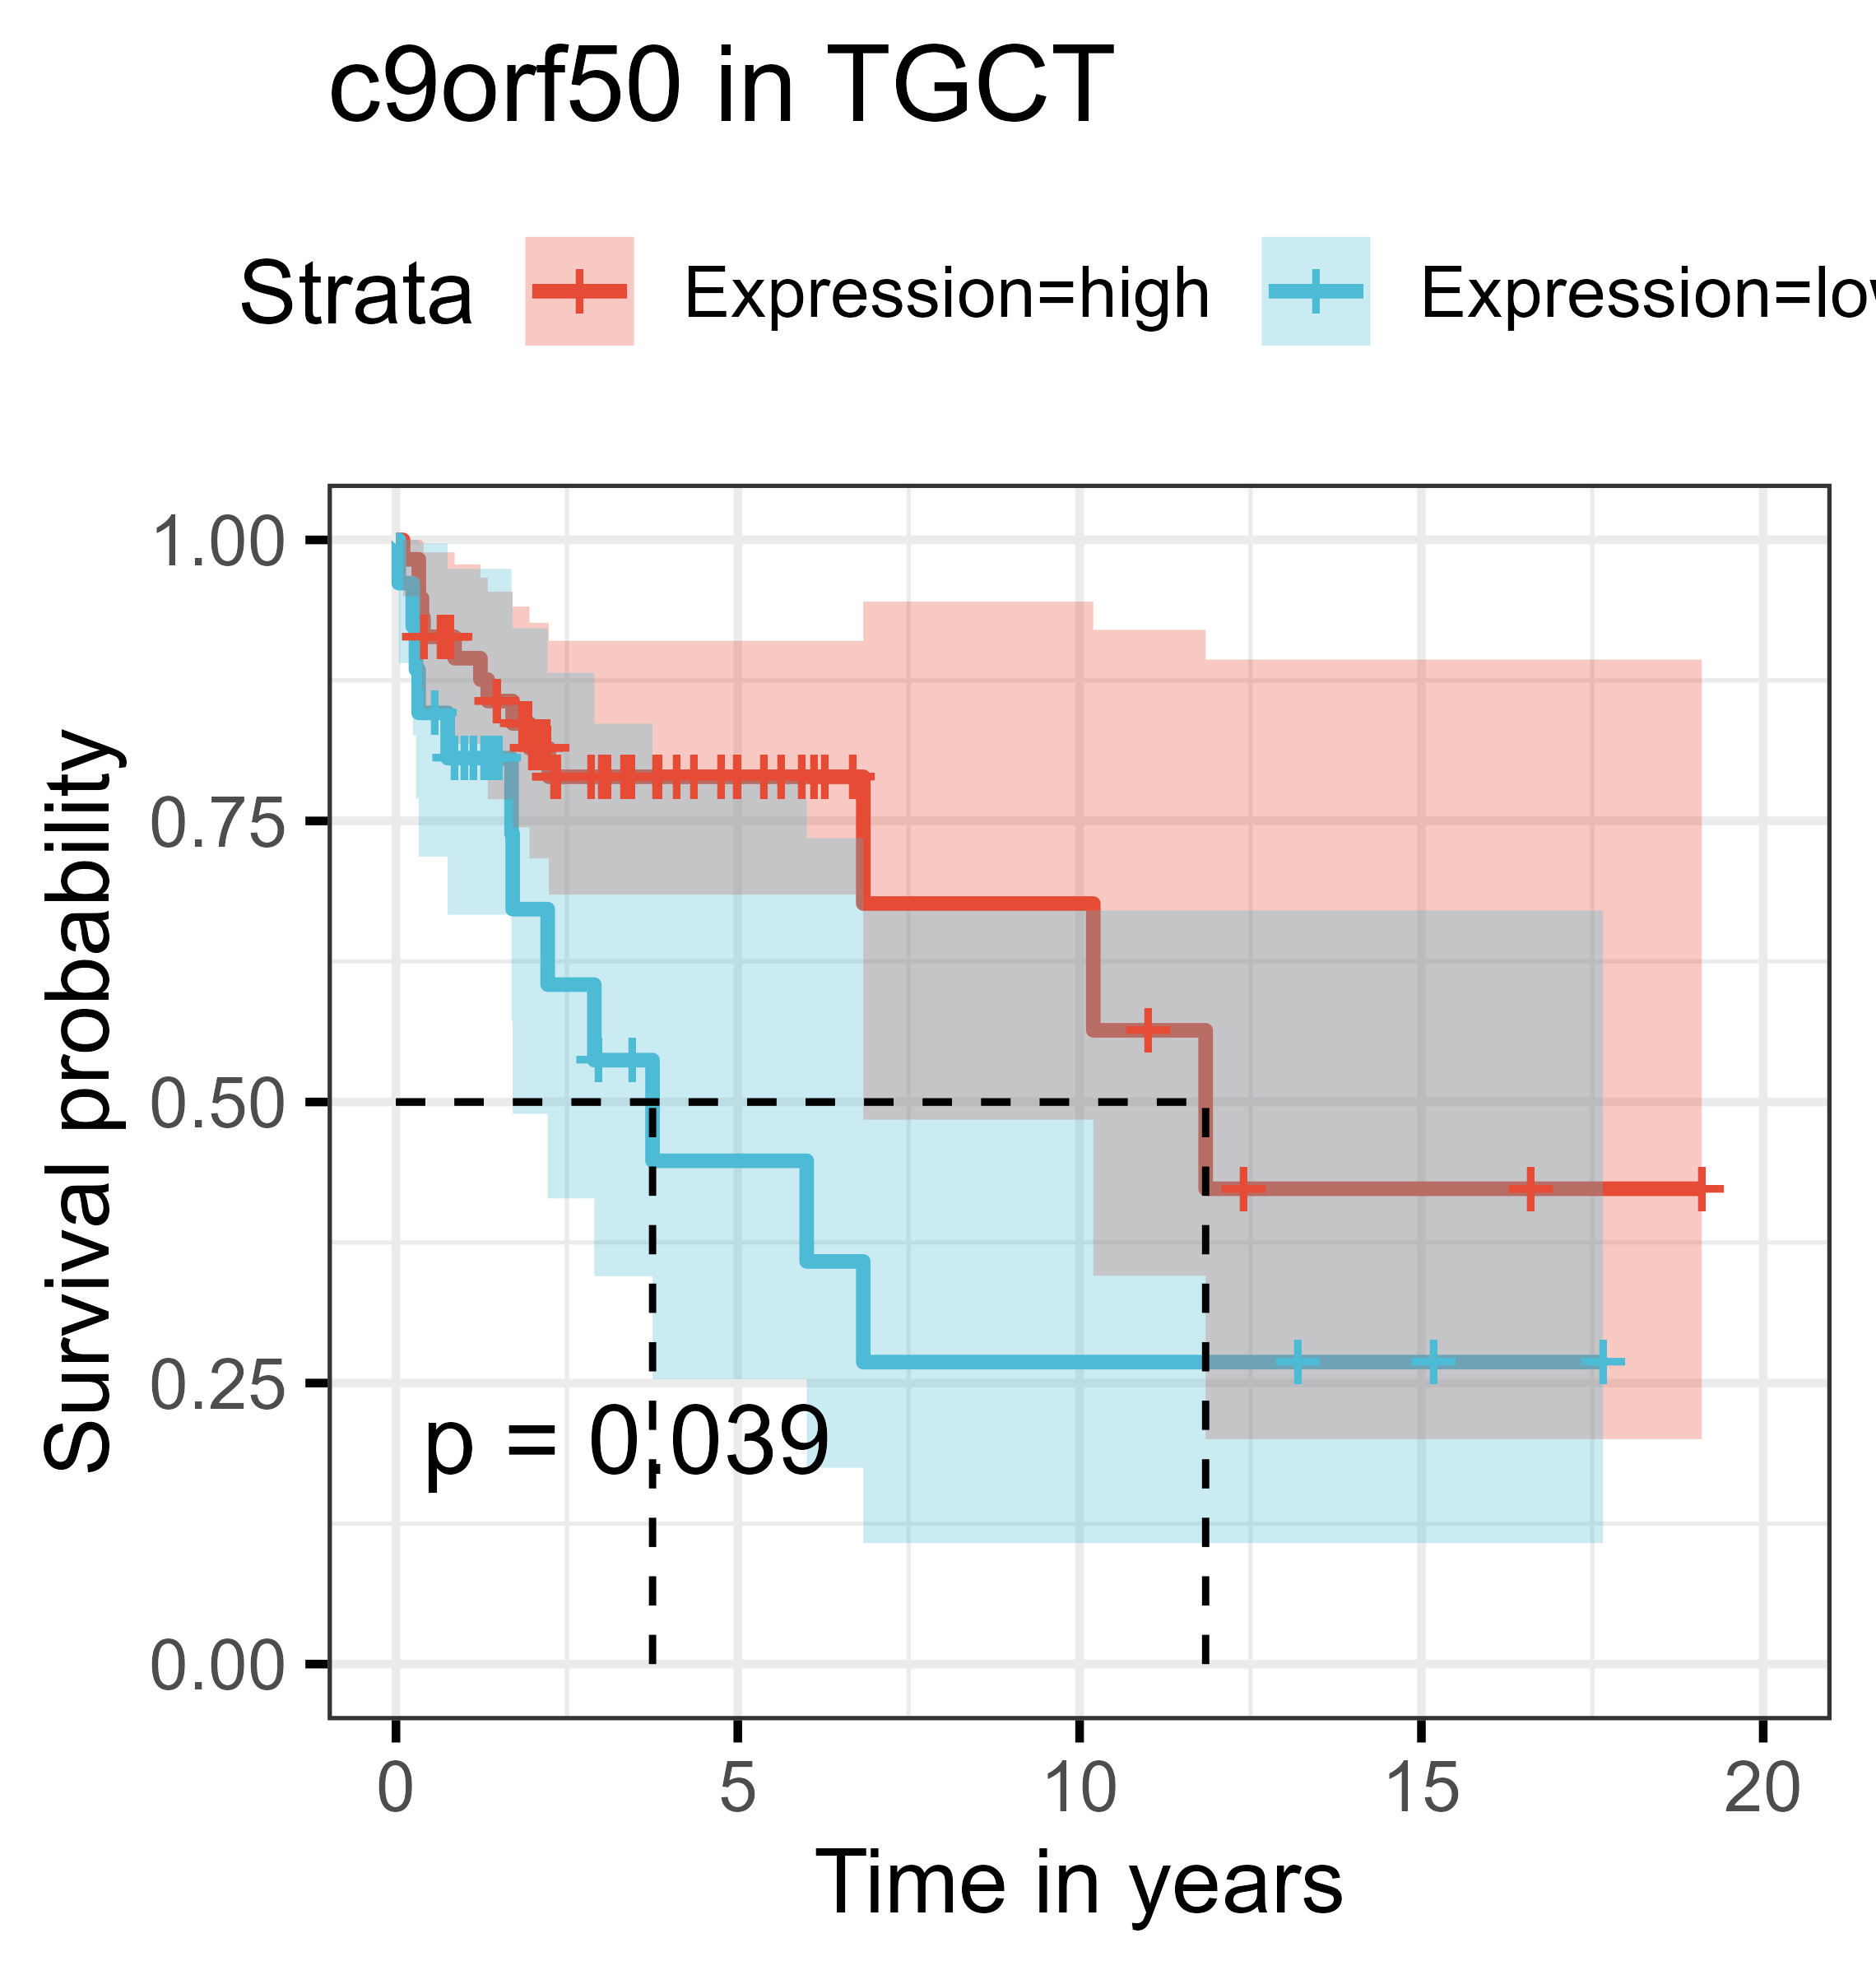 c9orf50 in TGCT
Strata Expression=high Expression=lo
Survival probability
1.00
0.75
0.50
0.25
0.00
p = 0.039
0 5 10 15 20
Time in years